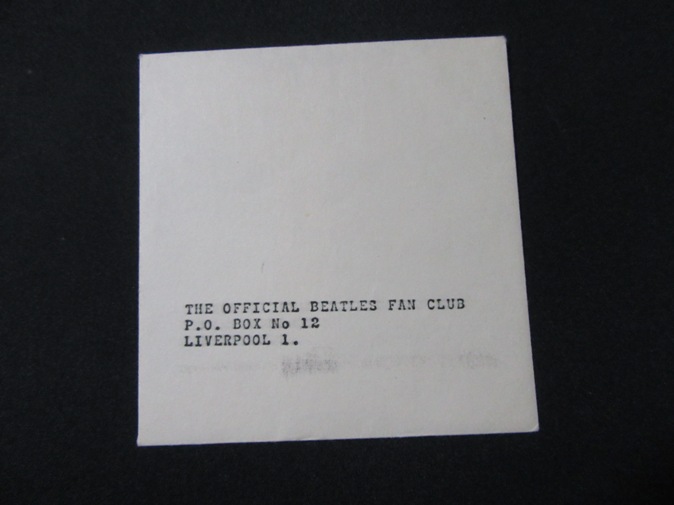 THE OFFICIAL BEATLES FAN CLUB
P.O. BOX No 12
LIVERPOOL 1.